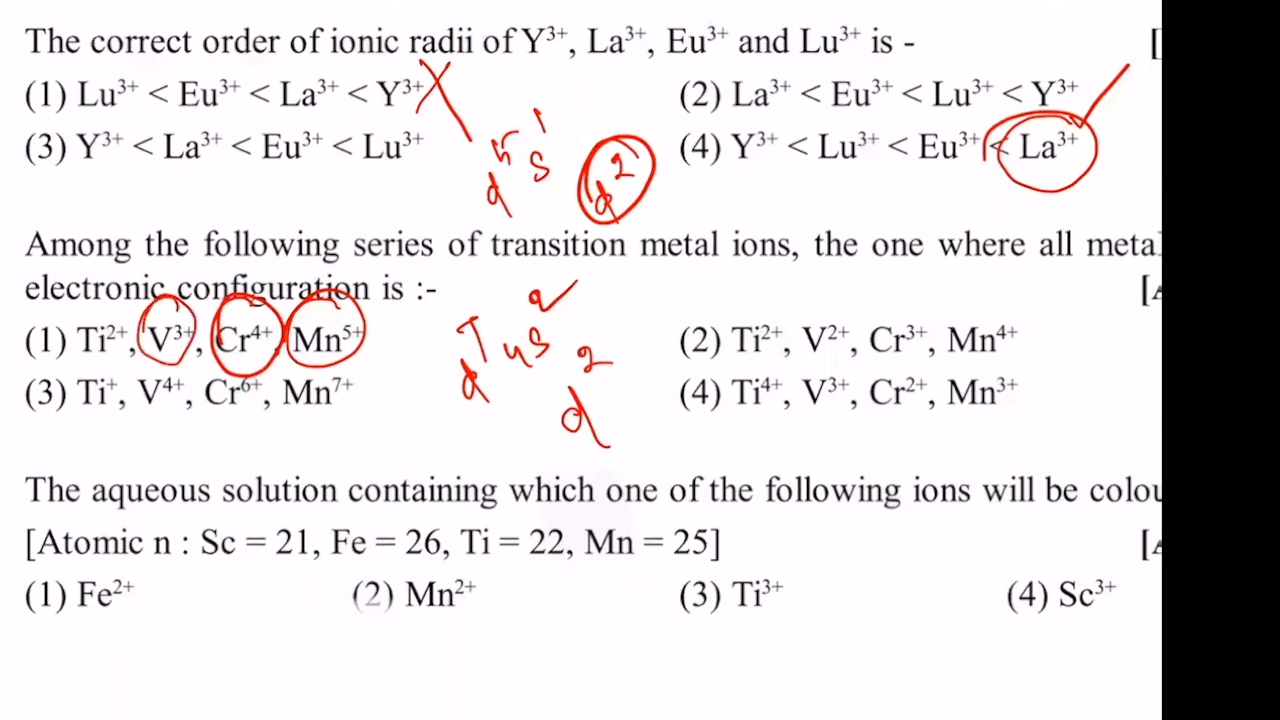 The correct order of ionic radii of Y³⁺, La³⁺, Eu³⁺ and Lu³⁺ is - [
(1) Lu³⁺ < Eu³⁺ < La³⁺ < Y³⁺ (2) La³⁺ < Eu³⁺ < Lu³⁺ < Y³⁺
(3) Y³⁺ < La³⁺ < Eu³⁺ < Lu³⁺ (4) Y³⁺ < Lu³⁺ < Eu³⁺ < La³⁺
d⁵ s¹ d²
Among the following series of transition metal ions, the one where all
electronic configuration is :- [
(1) Ti²⁺, V³⁺, Cr⁴⁺, Mn⁵⁺ (2) Ti²⁺, V²⁺, Cr³⁺, Mn⁴⁺
(3) Ti⁺, V⁴⁺, Cr⁶⁺, Mn⁷⁺ (4) Ti⁴⁺, V³⁺, Cr²⁺, Mn³⁺
4s²
d²
The aqueous solution containing which one of the following ions will be
[Atomic n : Sc = 21, Fe = 26, Ti = 22, Mn = 25] [
(1) Fe²⁺ (2) Mn²⁺ (3) Ti³⁺ (4) Sc³⁺